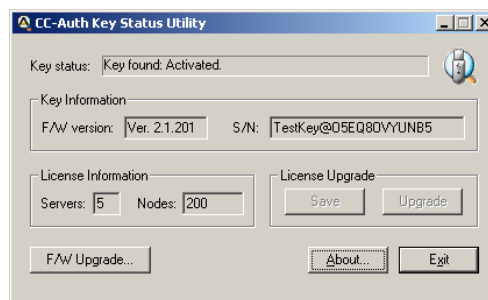 CC-Auth Key Status Utility
Key status: Key found: Activated.
Key Information
F/W version: Ver. 2.1.201 S/N: TestKey@O5EQ8OVYUNB5
License Information
Servers: 5 Nodes: 200
License Upgrade
Save Upgrade
F/W Upgrade... About... Exit